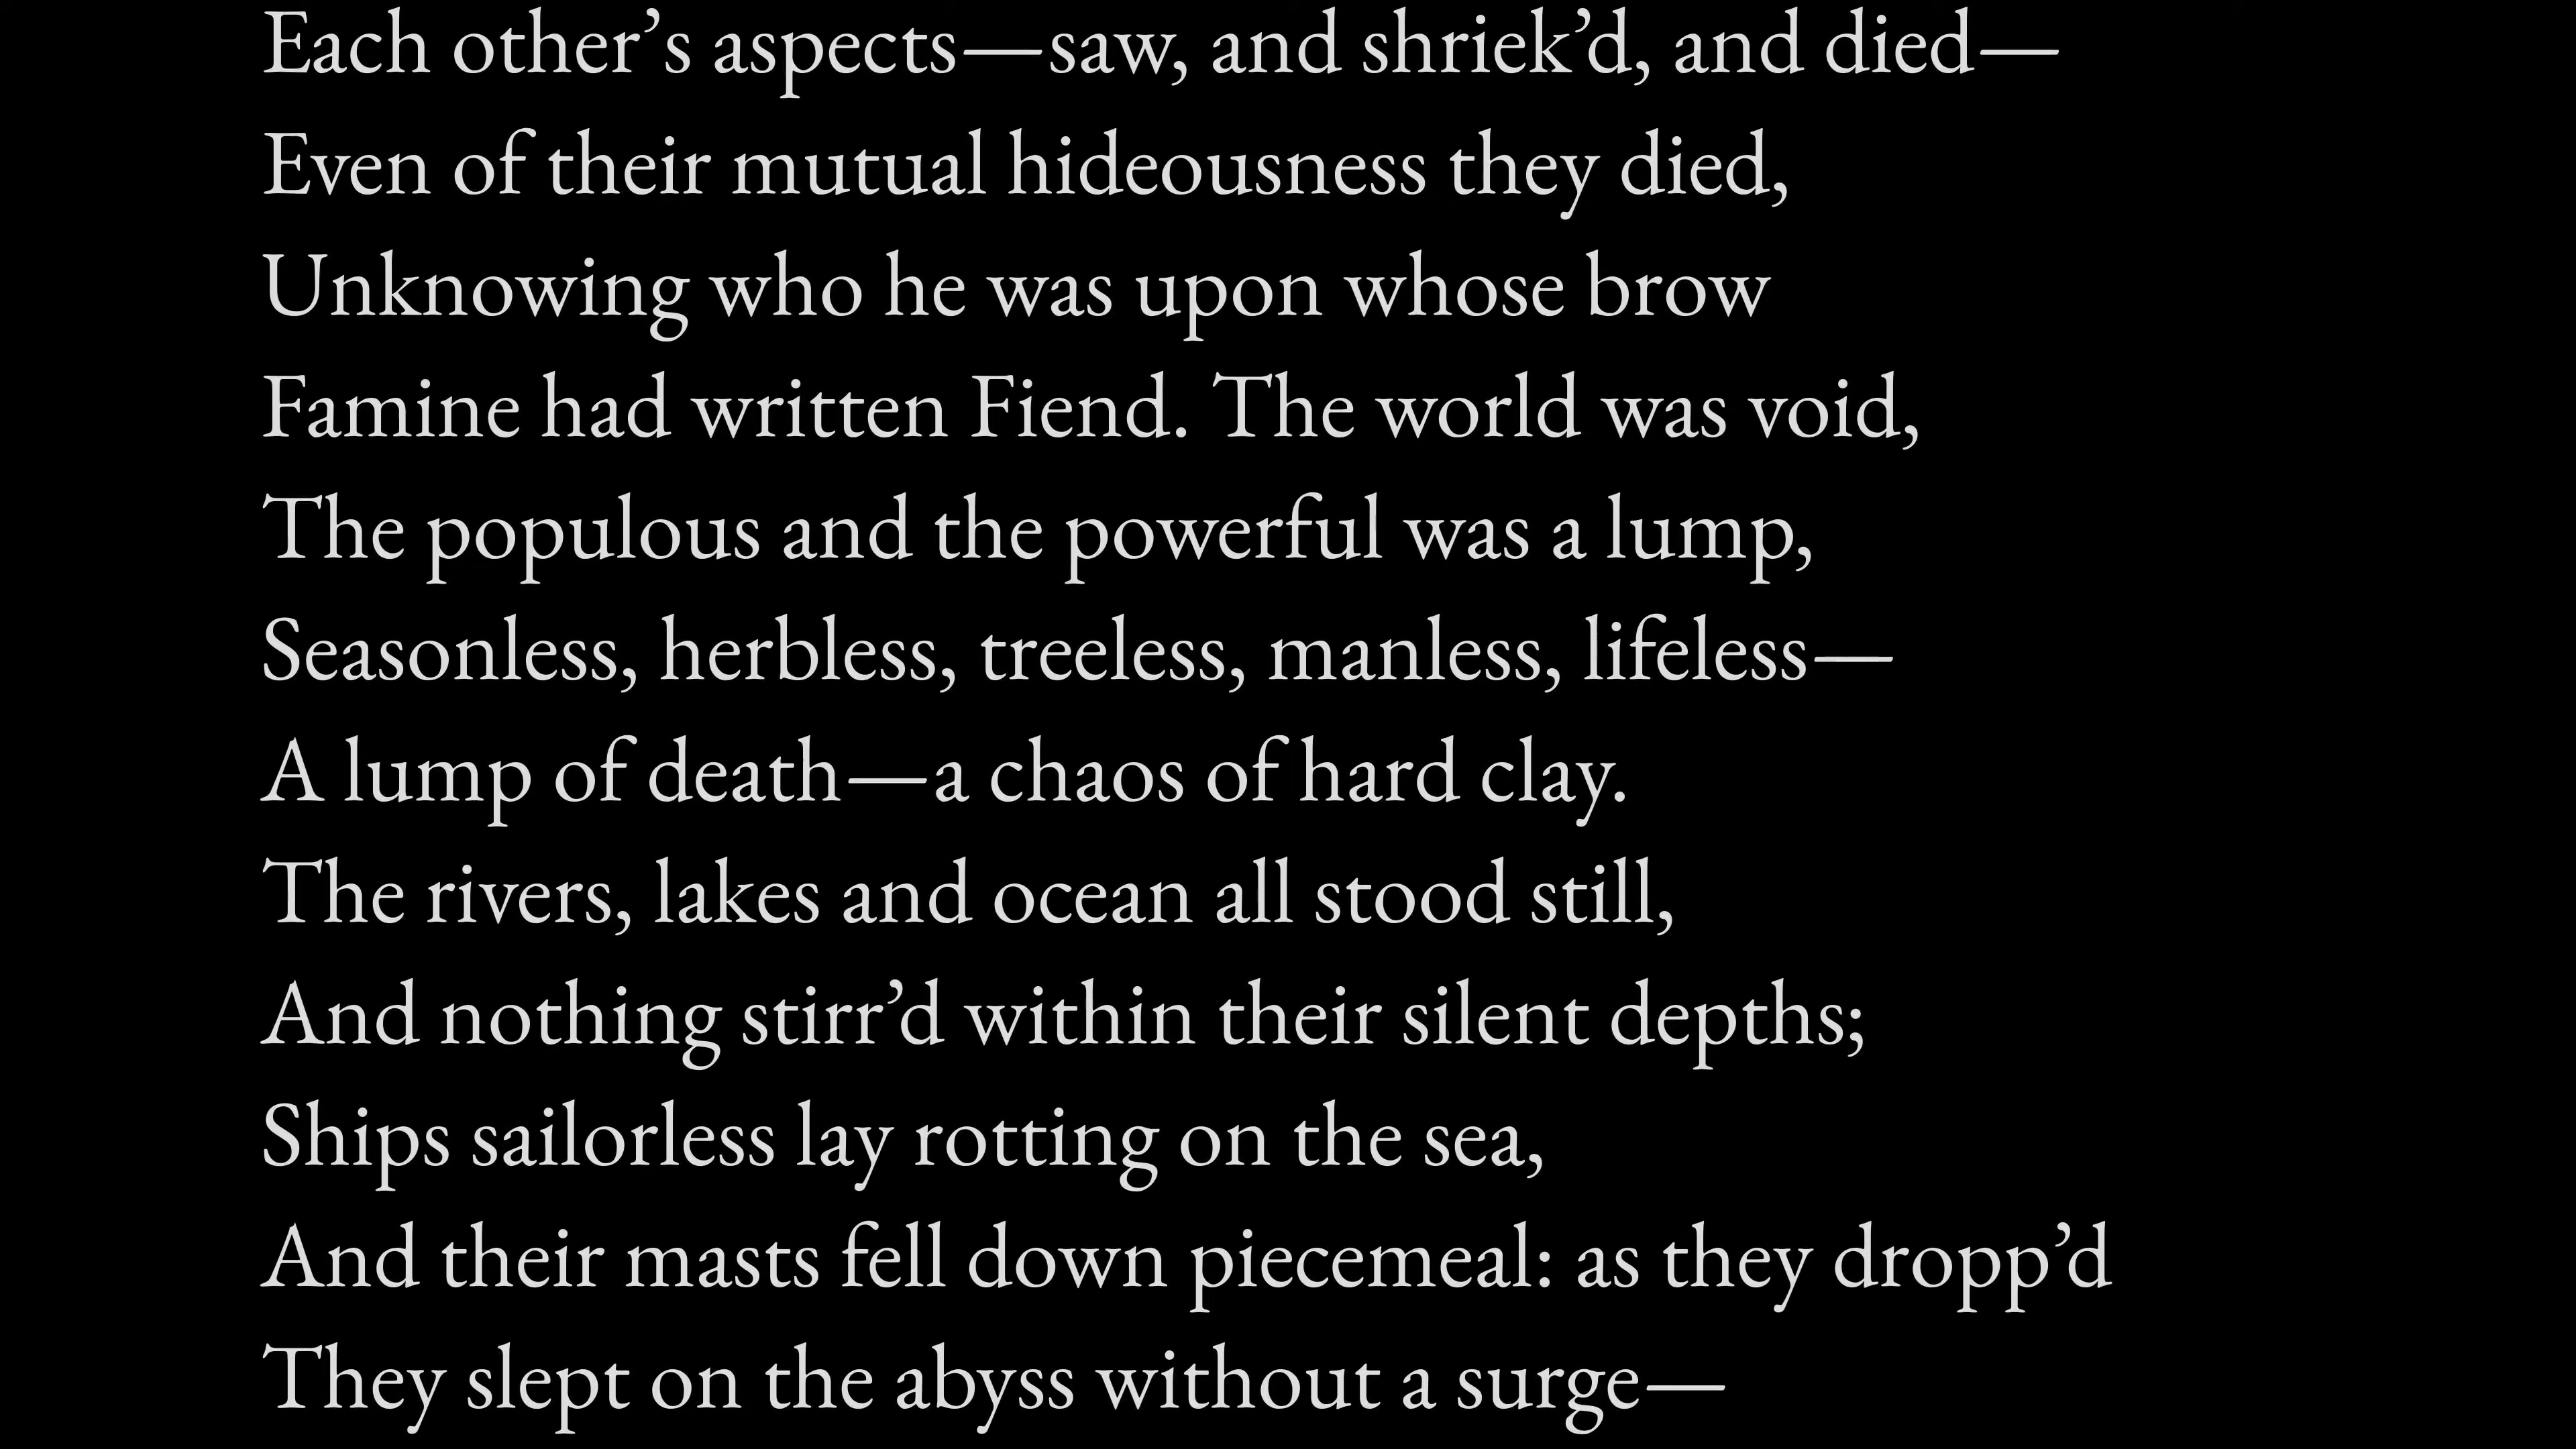 Each other’s aspects—saw, and shriek’d, and died—
Even of their mutual hideousness they died,
Unknowing who he was upon whose brow
Famine had written Fiend. The world was void,
The populous and the powerful was a lump,
Seasonless, herbless, treeless, manless, lifeless—
A lump of death—a chaos of hard clay.
The rivers, lakes and ocean all stood still,
And nothing stirr’d within their silent depths;
Ships sailorless lay rotting on the sea,
And their masts fell down piecemeal: as they dropp’d
They slept on the abyss without a surge—